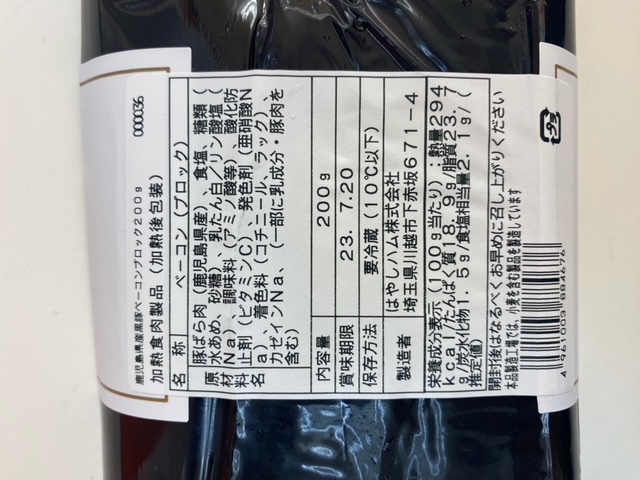 000036
鹿児島県産黒豚ベーコンブロック200g
加熱食肉製品(加熱後包装)
名称 ベーコン(ブロック)
原材料名 豚ばら肉(鹿児島県産)、食塩、糖類(
水あめ、砂糖)、乳たん白/リン酸塩(
Na)、調味料(アミノ酸等)、酸化防
止剤(ビタミンC)、発色剤(亜硝酸N
a)、着色料(コチニール、ラック)、
カゼインNa、(一部に乳成分・豚肉を
含む)
内容量 200g
賞味期限 23. 7.20
保存方法 要冷蔵(10℃以下)
製造者 はやしハム株式会社
埼玉県川越市下赤坂671-4
栄養成分表示(100g当たり):熱量294
kcal/たんぱく質18.9g/脂質23.7
g/炭水化物1.5g/食塩相当量2.1g/(
推定値)
開封後はなるべくお早めに召し上がりください
本品製造工場では、小麦を含む製品を製造しています
プラ
4961003884676